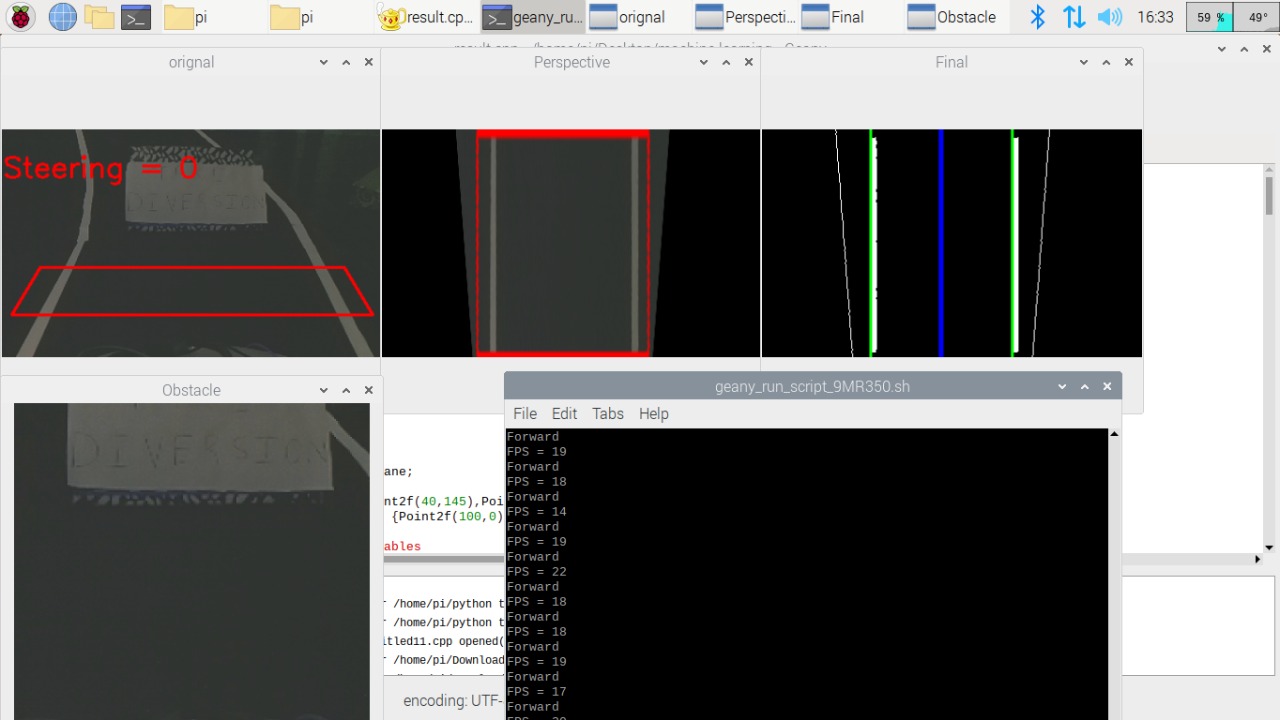 pi
pi
result.cp...
geany_ru...
orignal
Perspecti...
Final
Obstacle
16:33
59 %
49°
orignal
Perspective
Final
Steering = 0
DIVERSION
Obstacle
DIVERSION
geany_run_script_9MR350.sh
File Edit Tabs Help
Forward
FPS = 19
Forward
FPS = 18
Forward
FPS = 14
Forward
FPS = 19
Forward
FPS = 22
Forward
FPS = 18
Forward
FPS = 18
Forward
FPS = 19
Forward
FPS = 17
Forward
ane;
nt2f(40,145),Poi
{Point2f(100,0)
ables
r /home/pi/python t
r /home/pi/python t
itled11.cpp opened(
r /home/pi/Download
encoding: UTF-